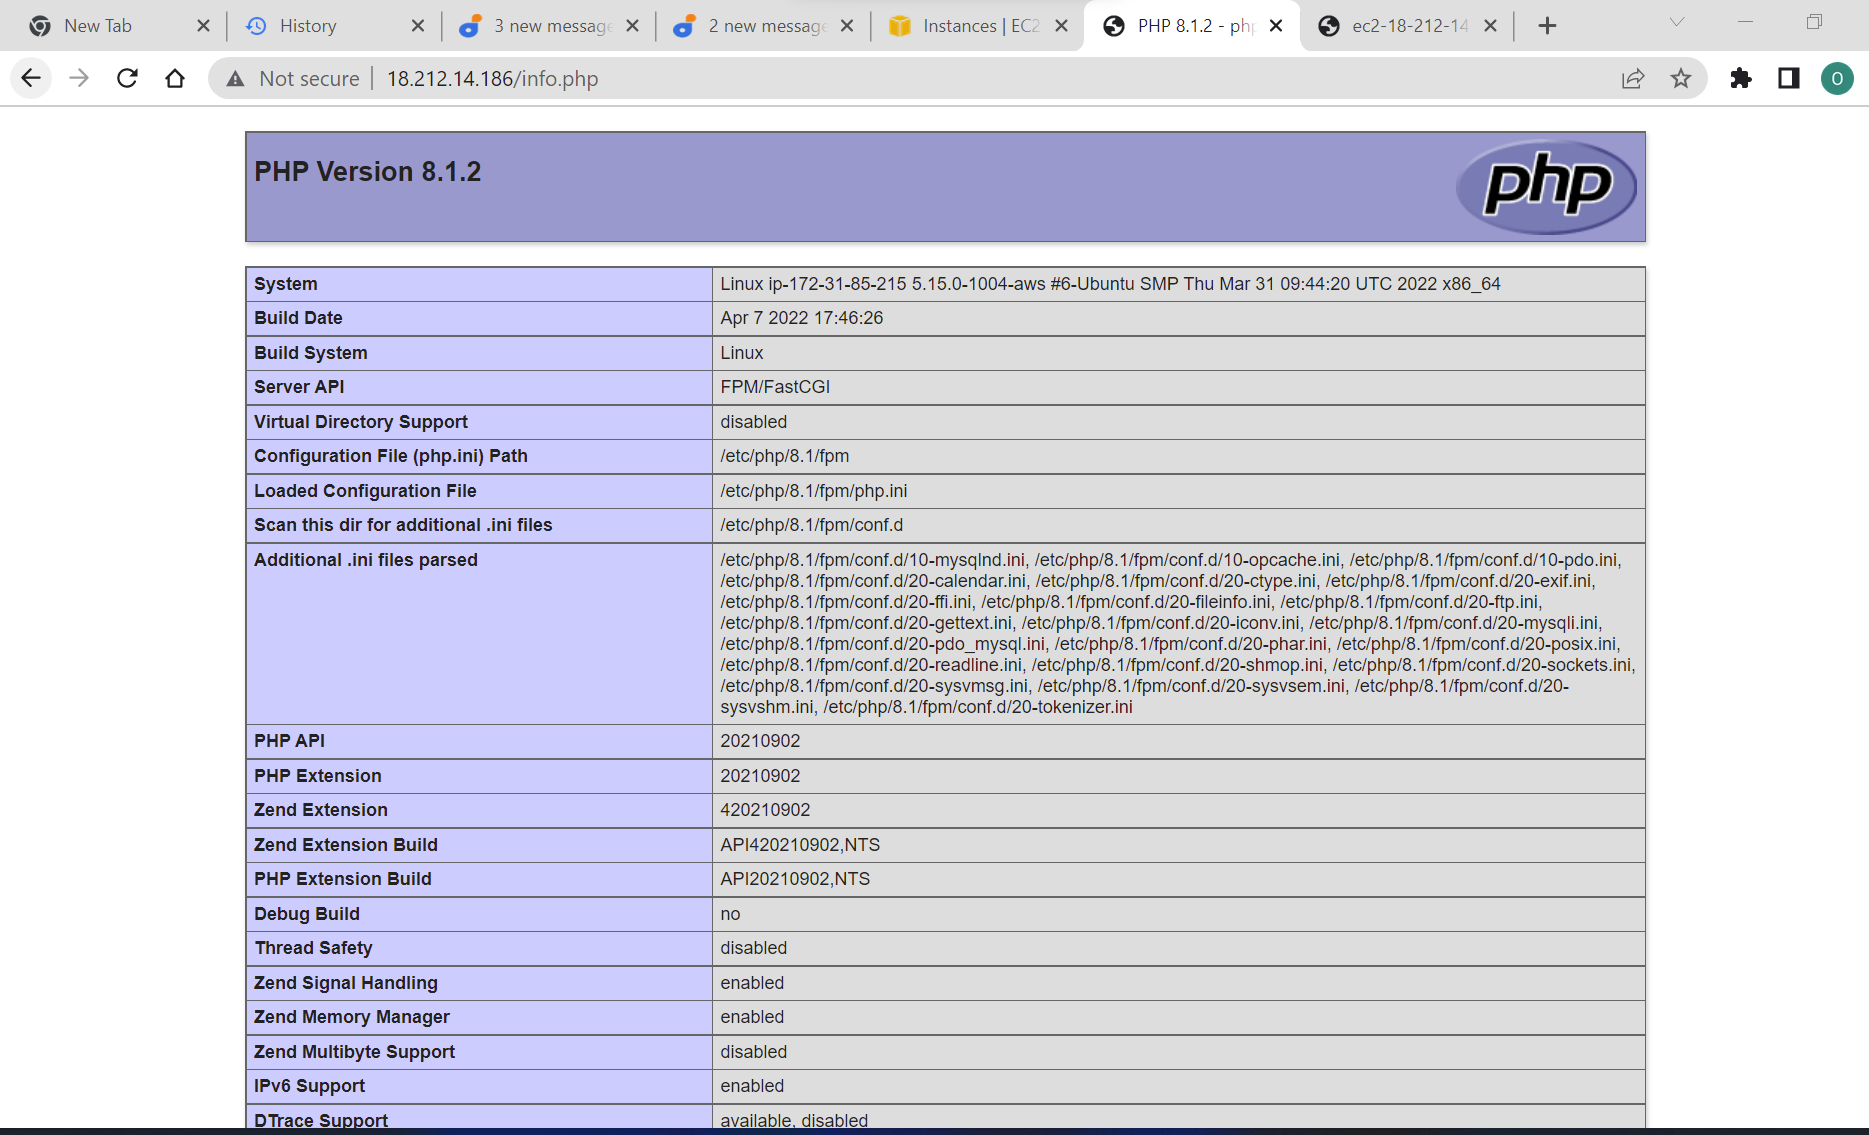 New Tab
History
3 new message
2 new message
Instances | EC2
PHP 8.1.2 - php
ec2-18-212-14
Not secure
18.212.14.186/info.php
O
PHP Version 8.1.2
php
System
Linux ip-172-31-85-215 5.15.0-1004-aws #6-Ubuntu SMP Thu Mar 31 09:44:20 UTC 2022 x86_64
Build Date
Apr 7 2022 17:46:26
Build System
Linux
Server API
FPM/FastCGI
Virtual Directory Support
disabled
Configuration File (php.ini) Path
/etc/php/8.1/fpm
Loaded Configuration File
/etc/php/8.1/fpm/php.ini
Scan this dir for additional .ini files
/etc/php/8.1/fpm/conf.d
Additional .ini files parsed
/etc/php/8.1/fpm/conf.d/10-mysqlnd.ini, /etc/php/8.1/fpm/conf.d/10-opcache.ini, /etc/php/8.1/fpm/conf.d/10-pdo.ini,
/etc/php/8.1/fpm/conf.d/20-calendar.ini, /etc/php/8.1/fpm/conf.d/20-ctype.ini, /etc/php/8.1/fpm/conf.d/20-exif.ini,
/etc/php/8.1/fpm/conf.d/20-ffi.ini, /etc/php/8.1/fpm/conf.d/20-fileinfo.ini, /etc/php/8.1/fpm/conf.d/20-ftp.ini,
/etc/php/8.1/fpm/conf.d/20-gettext.ini, /etc/php/8.1/fpm/conf.d/20-iconv.ini, /etc/php/8.1/fpm/conf.d/20-mysqli.ini,
/etc/php/8.1/fpm/conf.d/20-pdo_mysql.ini, /etc/php/8.1/fpm/conf.d/20-phar.ini, /etc/php/8.1/fpm/conf.d/20-posix.ini,
/etc/php/8.1/fpm/conf.d/20-readline.ini, /etc/php/8.1/fpm/conf.d/20-shmop.ini, /etc/php/8.1/fpm/conf.d/20-sockets.ini,
/etc/php/8.1/fpm/conf.d/20-sysvmsg.ini, /etc/php/8.1/fpm/conf.d/20-sysvsem.ini, /etc/php/8.1/fpm/conf.d/20-
sysvshm.ini, /etc/php/8.1/fpm/conf.d/20-tokenizer.ini
PHP API
20210902
PHP Extension
20210902
Zend Extension
420210902
Zend Extension Build
API420210902,NTS
PHP Extension Build
API20210902,NTS
Debug Build
no
Thread Safety
disabled
Zend Signal Handling
enabled
Zend Memory Manager
enabled
Zend Multibyte Support
disabled
IPv6 Support
enabled
DTrace Support
available, disabled